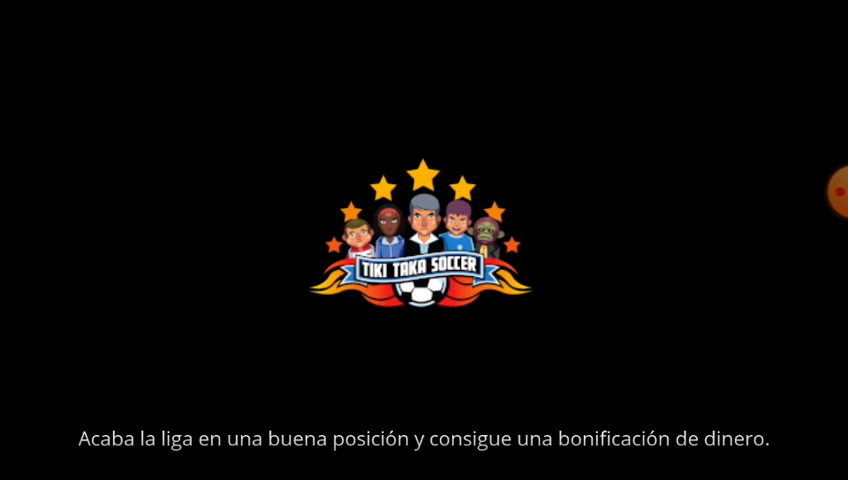 TIKI TAKA SOCCER
Acaba la liga en una buena posición y consigue una bonificación de dinero.